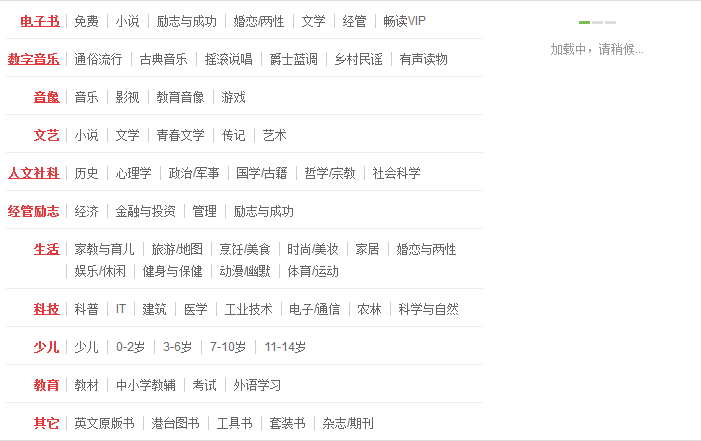 电子书 免费 小说 励志与成功 婚恋/两性 文学 经管 畅读VIP
加载中，请稍候...
数字音乐 通俗流行 古典音乐 摇滚说唱 爵士蓝调 乡村民谣 有声读物
音像 音乐 影视 教育音像 游戏
文艺 小说 文学 青春文学 传记 艺术
人文社科 历史 心理学 政治/军事 国学/古籍 哲学/宗教 社会科学
经管励志 经济 金融与投资 管理 励志与成功
生活 家教与育儿 旅游/地图 烹饪/美食 时尚/美妆 家居 婚恋与两性
娱乐/休闲 健身与保健 动漫/幽默 体育/运动
科技 科普 IT 建筑 医学 工业技术 电子/通信 农林 科学与自然
少儿 少儿 0-2岁 3-6岁 7-10岁 11-14岁
教育 教材 中小学教辅 考试 外语学习
其它 英文原版书 港台图书 工具书 套装书 杂志/期刊